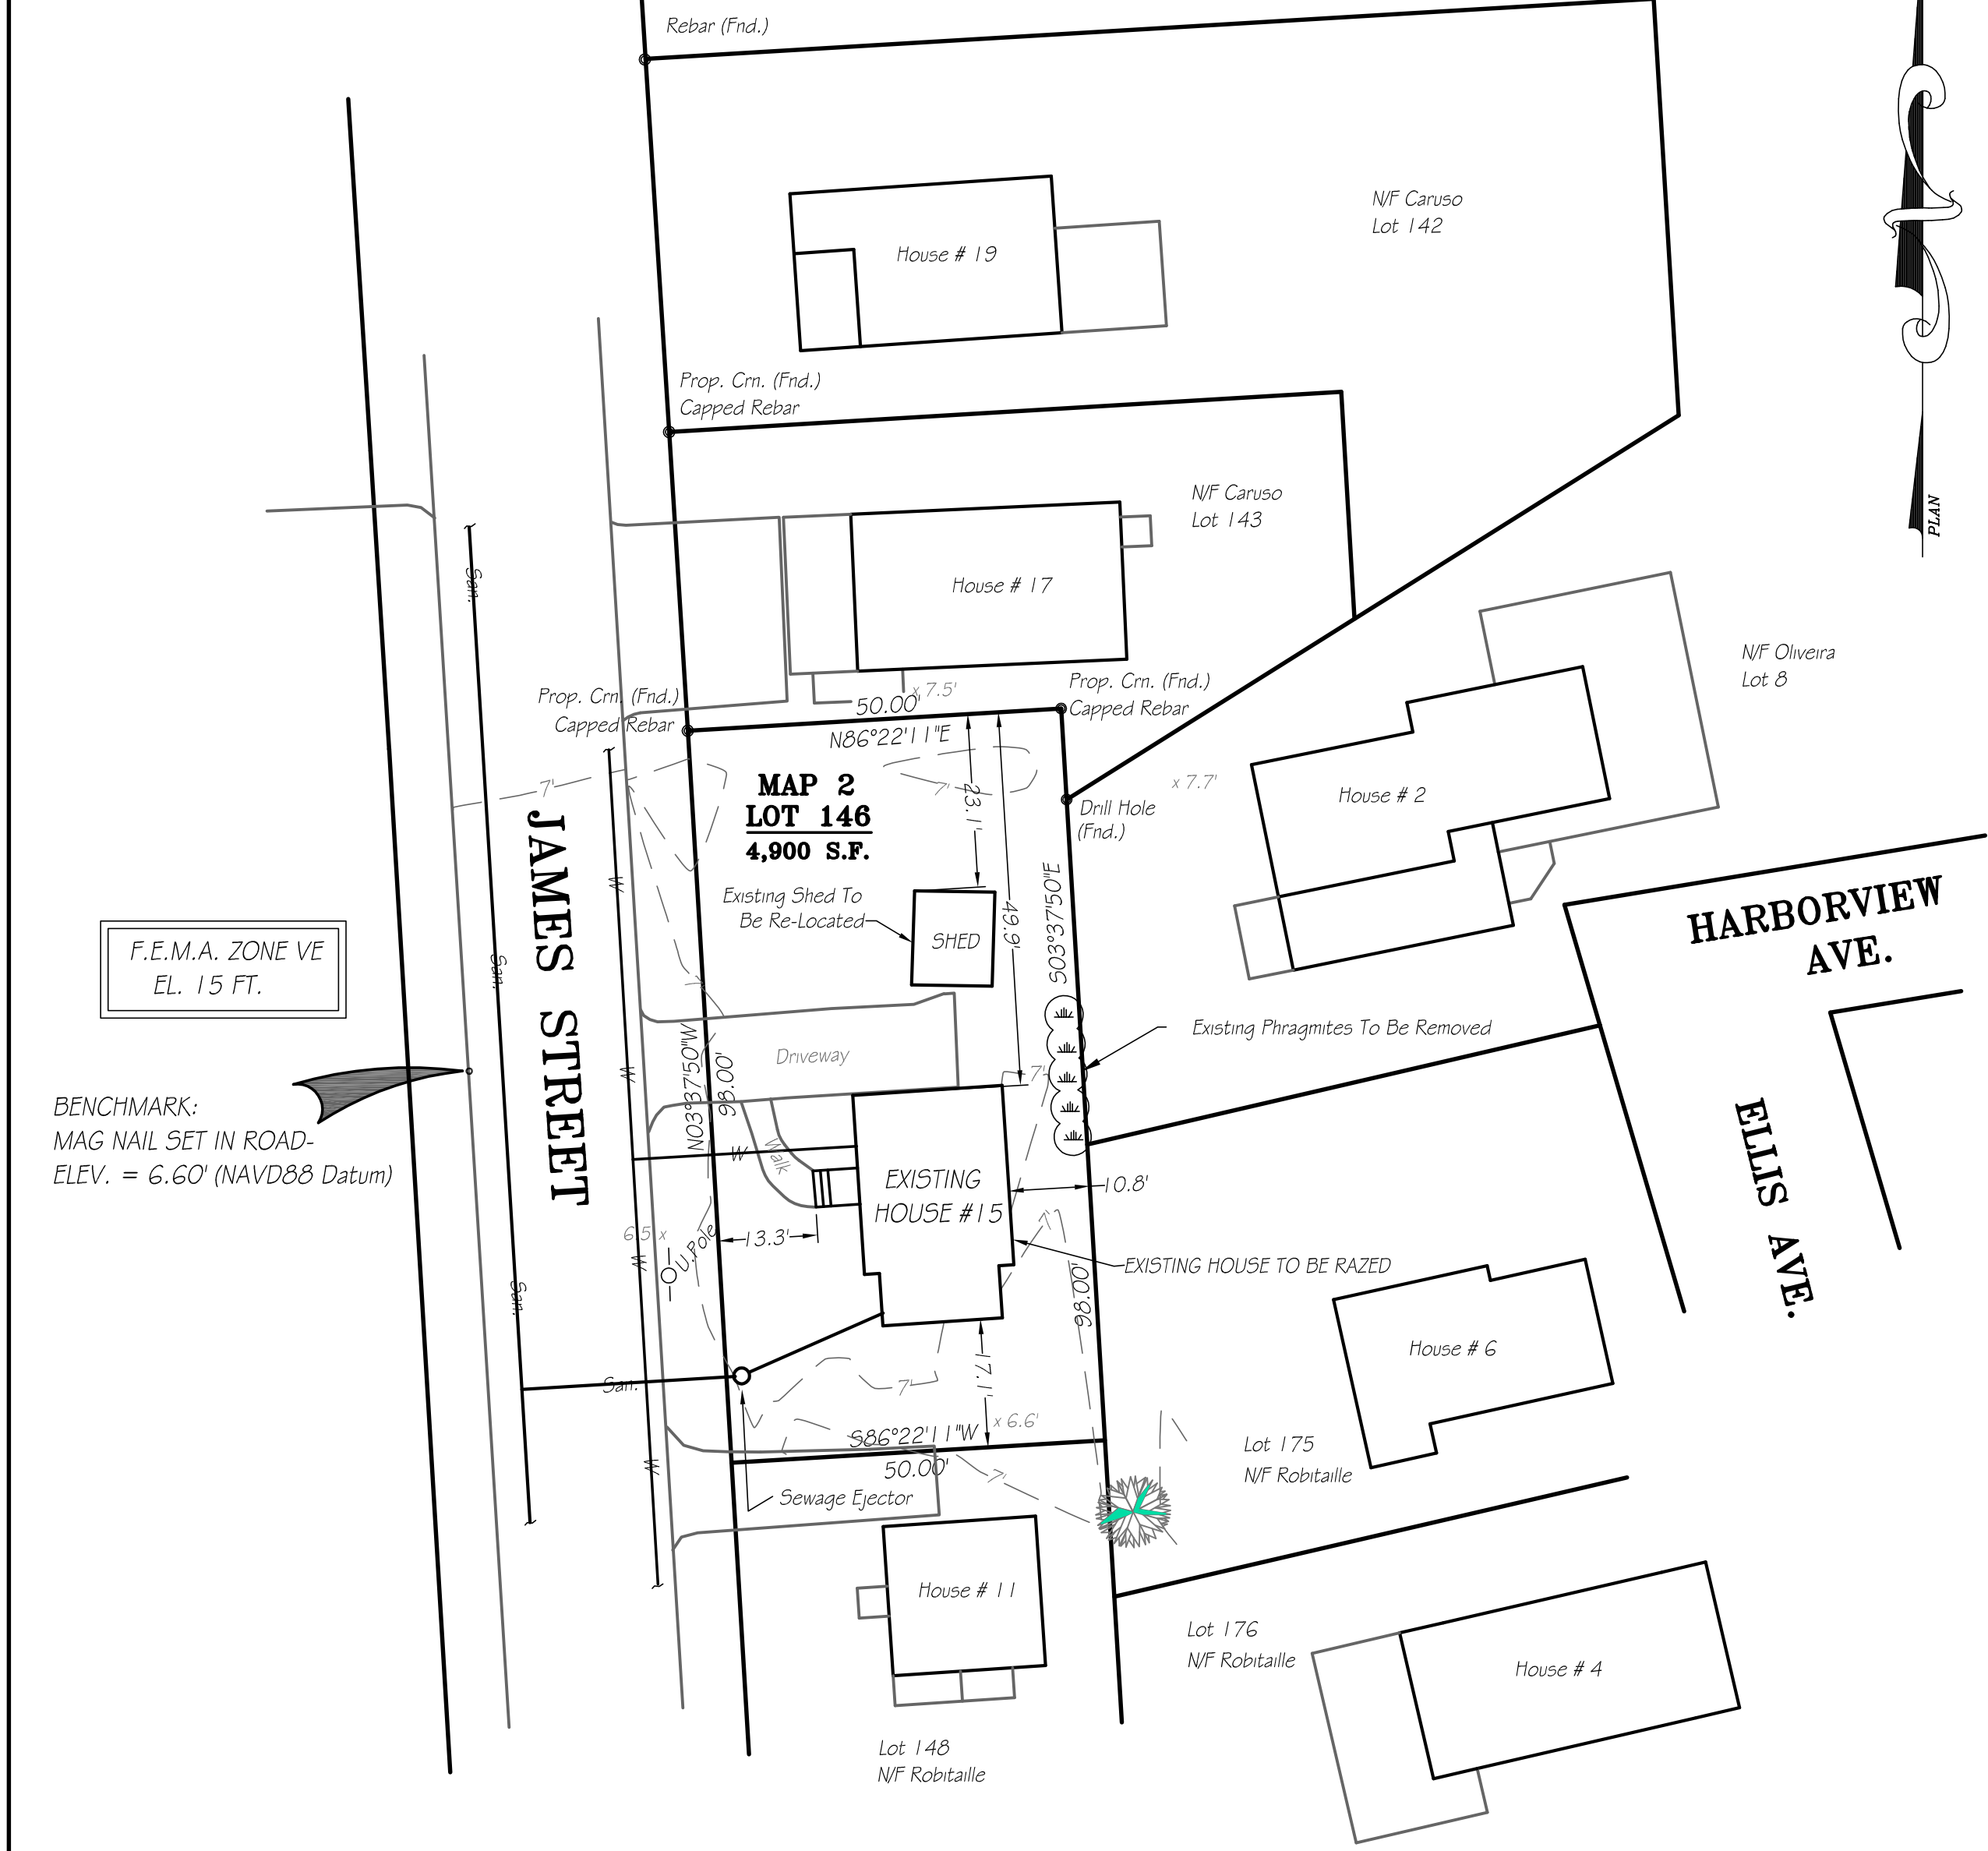 Rebar (Fnd.)
N/F Caruso
Lot 142
House # 19
Prop. Crn. (Fnd.)
Capped Rebar
N/F Caruso
Lot 143
PLAN
House # 17
N/F Oliveira
Lot 8
x 7.5'
Prop. Crn. (Fnd.)
Capped Rebar
Prop. Crn. (Fnd.)
Capped Rebar
50.00'
N86°22'11"E
San.
7'
MAP 2
LOT 146
4,900 S.F.
7'
23.1'
49.9'
x 7.7'
Drill Hole
(Fnd.)
House # 2
JAMES STREET
W
Existing Shed To
Be Re-Located
SHED
S03°37'50"E
HARBORVIEW
AVE.
F.E.M.A. ZONE VE
EL. 15 FT.
San.
Existing Phragmites To Be Removed
Driveway
N03°37'50"W
98.00'
W
7'
BENCHMARK:
MAG NAIL SET IN ROAD-
ELEV. = 6.60' (NAVD88 Datum)
W
Walk
EXISTING
HOUSE #15
10.8'
ELLIS AVE.
6.5 x
U.Pole
13.3'
7'
W
EXISTING HOUSE TO BE RAZED
98.00'
San.
House # 6
17.1'
San.
7'
x 6.6'
S86°22'11"W
50.00'
W
7'
Lot 175
N/F Robitaille
Sewage Ejector
House # 11
Lot 176
N/F Robitaille
House # 4
Lot 148
N/F Robitaille